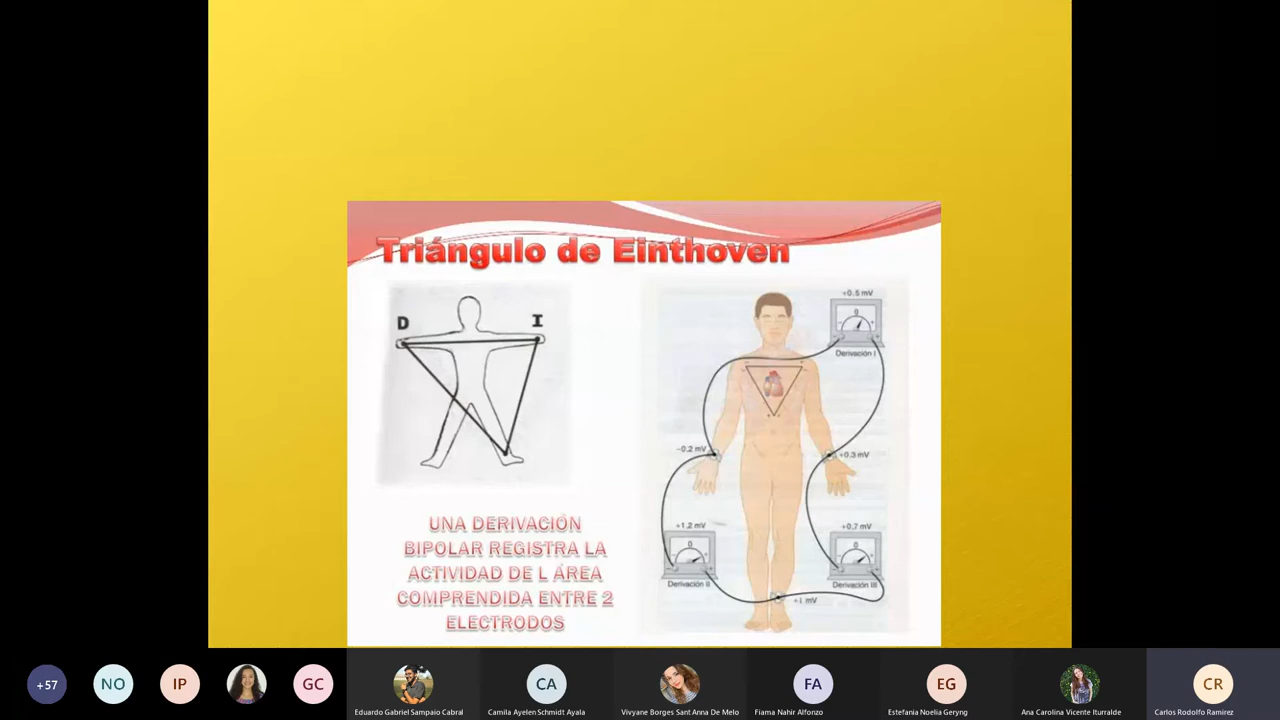 Triángulo de Einthoven
D
I
+0.5 mV
0
Derivación I
−0.2 mV
+0.3 mV
+1.2 mV
0
Derivación II
+0.7 mV
0
Derivación III
+1 mV
UNA DERIVACIÓN
BIPOLAR REGISTRA LA
ACTIVIDAD DE L ÁREA
COMPRENDIDA ENTRE 2
ELECTRODOS
+57
NO
IP
GC
Eduardo Gabriel Sampaio Cabral
CA
Camila Ayelen Schmidt Ayala
Vivyane Borges Sant Anna De Melo
FA
Fiama Nahir Alfonzo
EG
Estefania Noelia Geryng
Ana Carolina Vicente Iturralde
CR
Carlos Rodolfo Ramirez